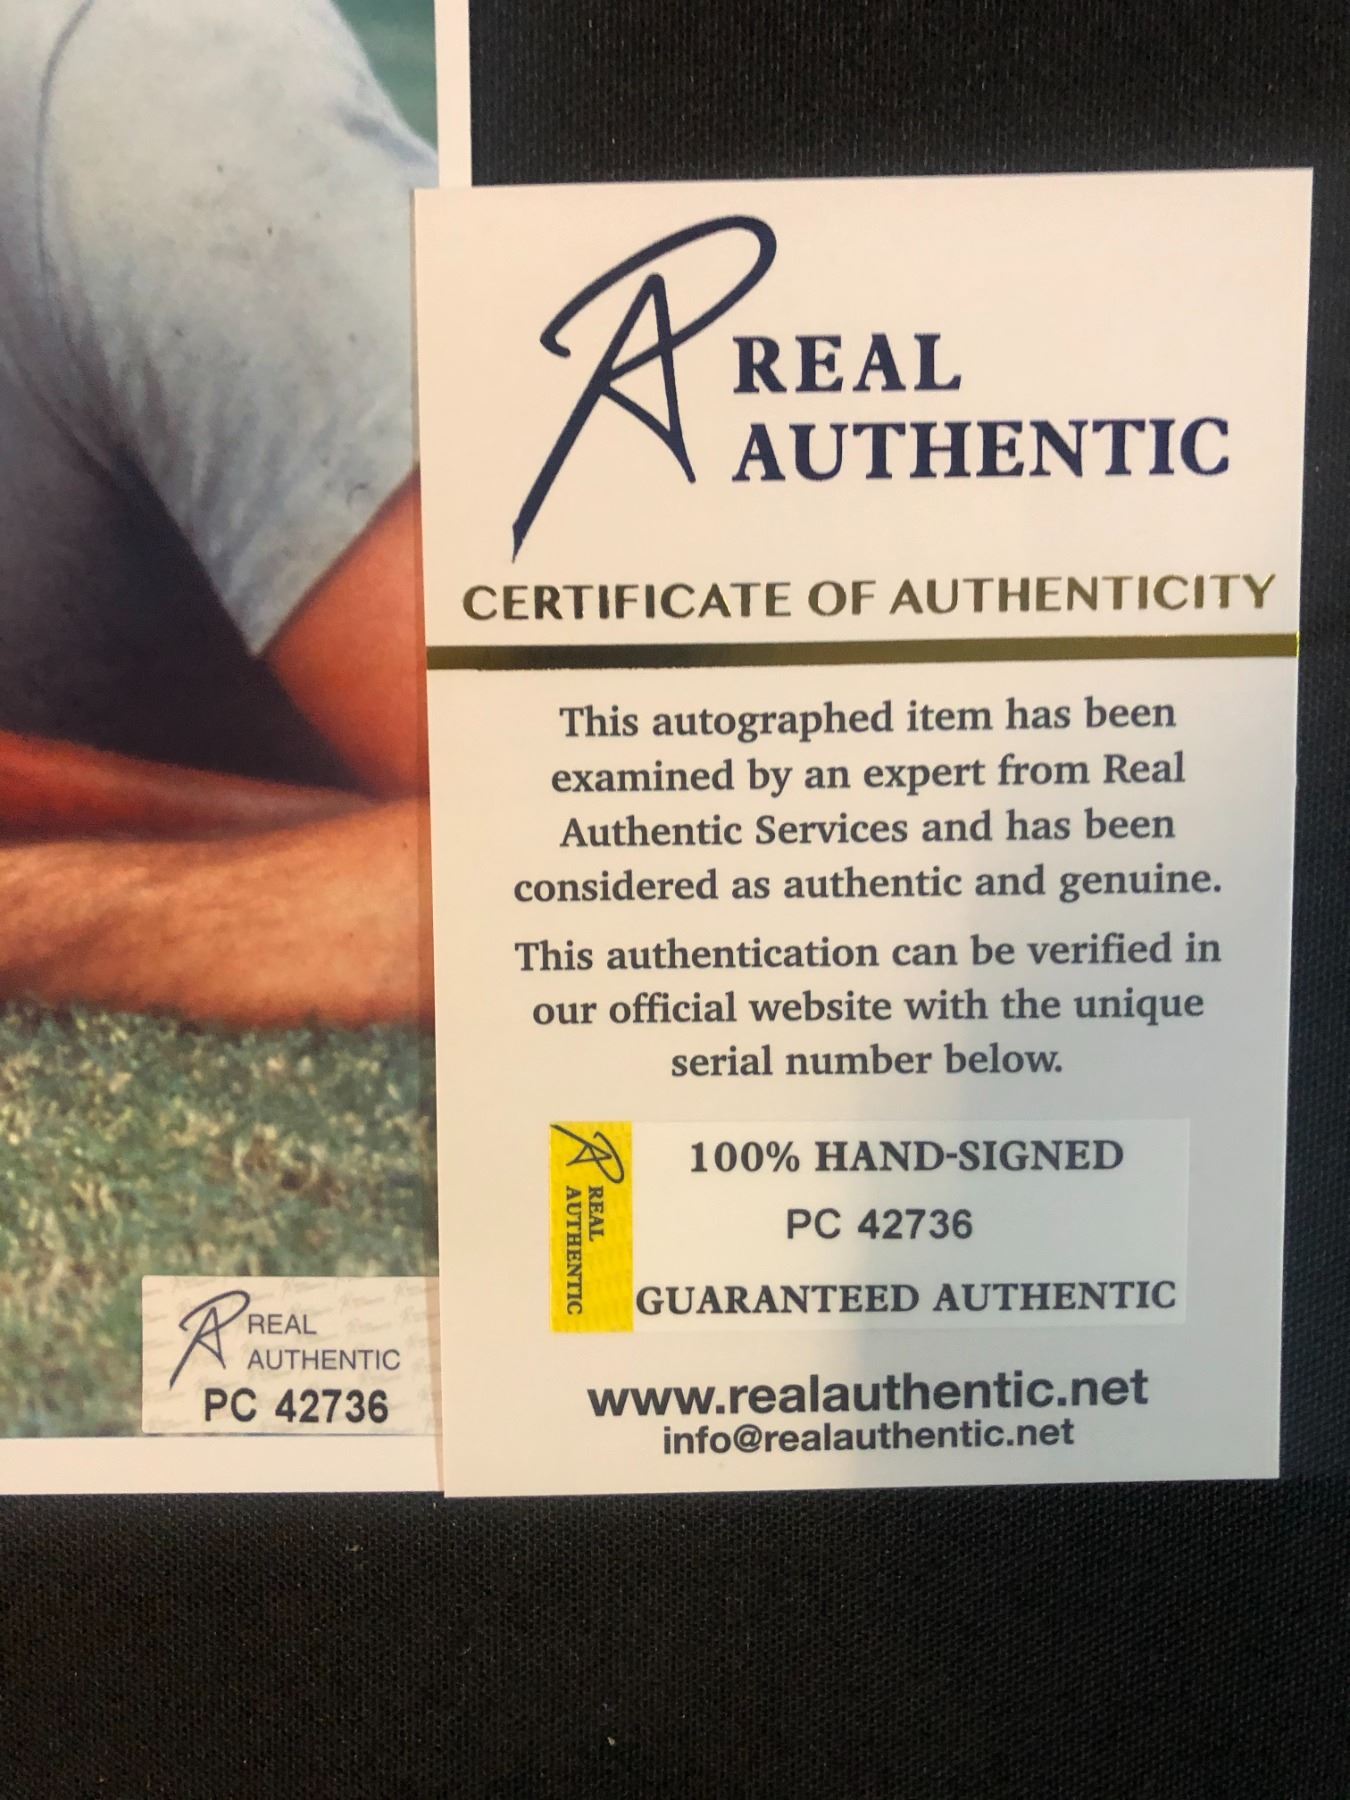 REAL
AUTHENTIC
CERTIFICATE OF AUTHENTICITY
This autographed item has been
examined by an expert from Real
Authentic Services and has been
considered as authentic and genuine.
This authentication can be verified in
our official website with the unique
serial number below.
REAL
AUTHENTIC
100% HAND-SIGNED
PC 42736
GUARANTEED AUTHENTIC
www.realauthentic.net
info@realauthentic.net
REAL
AUTHENTIC
PC 42736